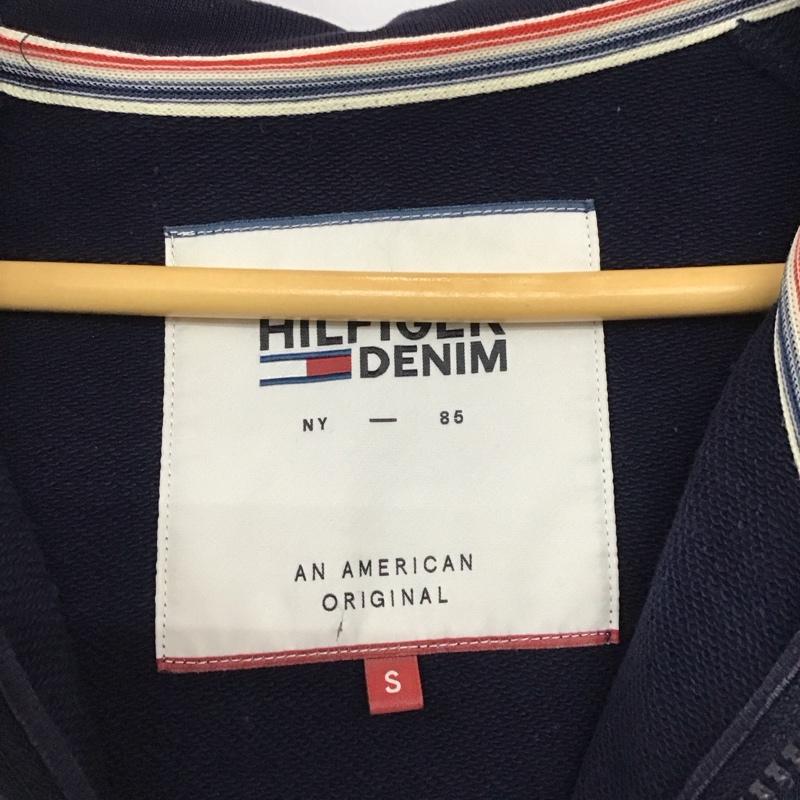 HILFIGER
DENIM
NY — 85
AN AMERICAN
ORIGINAL
S